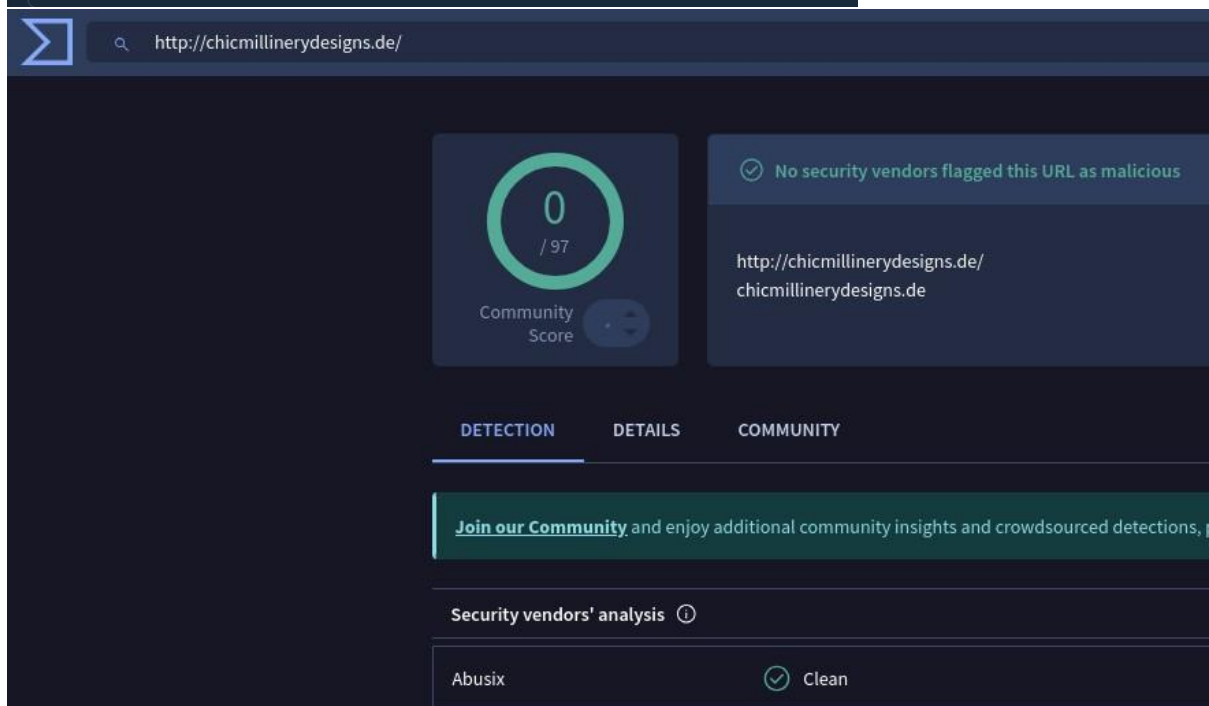 http://chicmillinerydesigns.de/
No security vendors flagged this URL as malicious
0
/ 97
http://chicmillinerydesigns.de/
chicmillinerydesigns.de
Community
Score
DETECTION DETAILS COMMUNITY
Join our Community and enjoy additional community insights and crowdsourced detections,
Security vendors' analysis
Abusix Clean